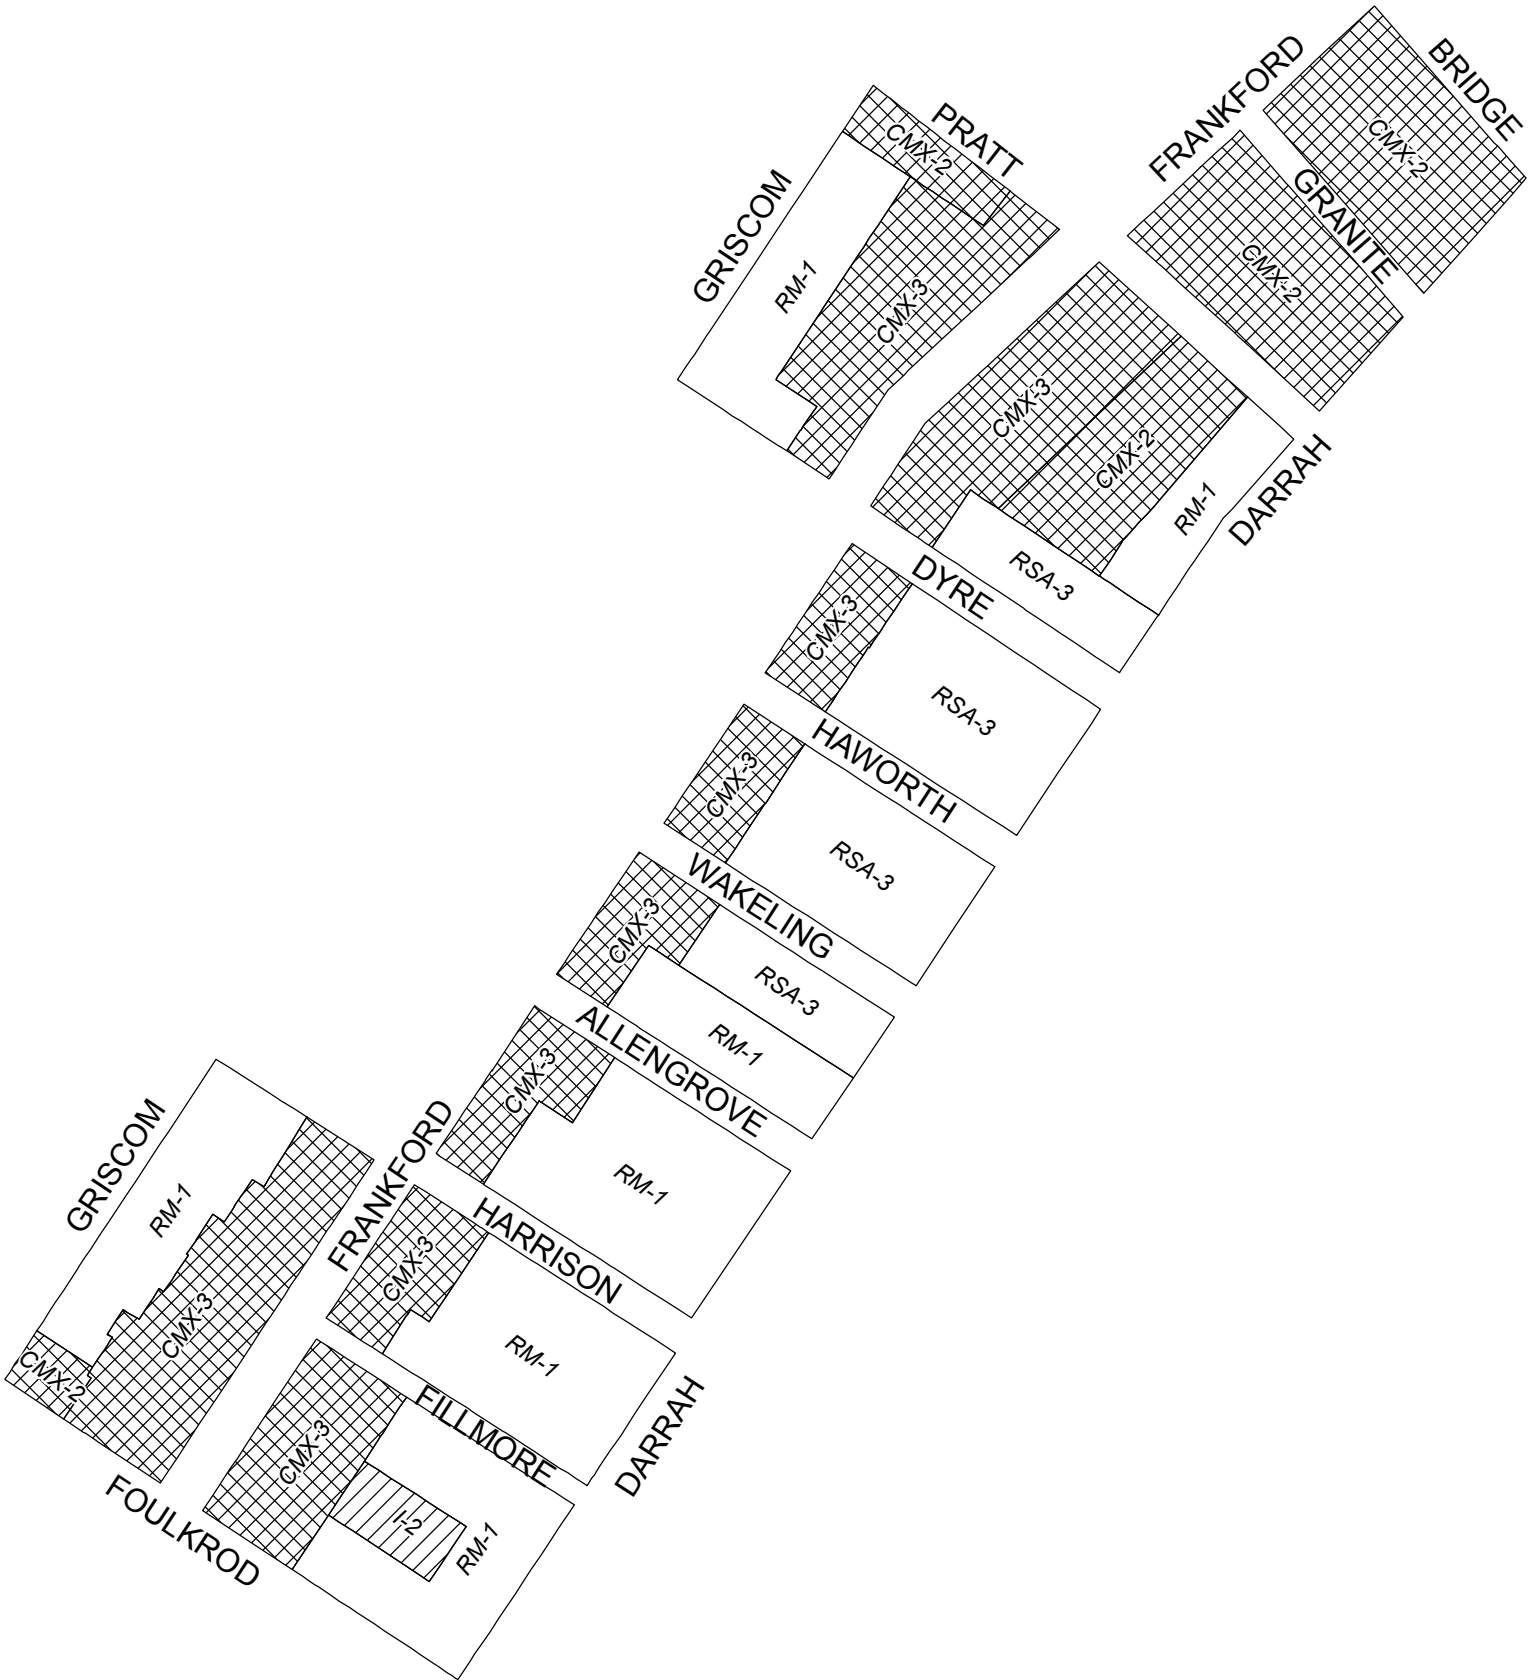 FRANKFORD
BRIDGE
CMX-2
PRATT
CMX-2
GRANITE
CMX-2
GRISCOM
RM-1
CMX-3
CMX-3
CMX-2
RM-1
DARRAH
RSA-3
DYRE
CMX-3
RSA-3
HAWORTH
CMX-3
RSA-3
WAKELING
CMX-3
RSA-3
RM-1
ALLENGROVE
CMX-3
RM-1
GRISCOM
RM-1
FRANKFORD
HARRISON
CMX-3
RM-1
CMX-3
CMX-2
FILLMORE
DARRAH
CMX-3
I-2
RM-1
FOULKROD